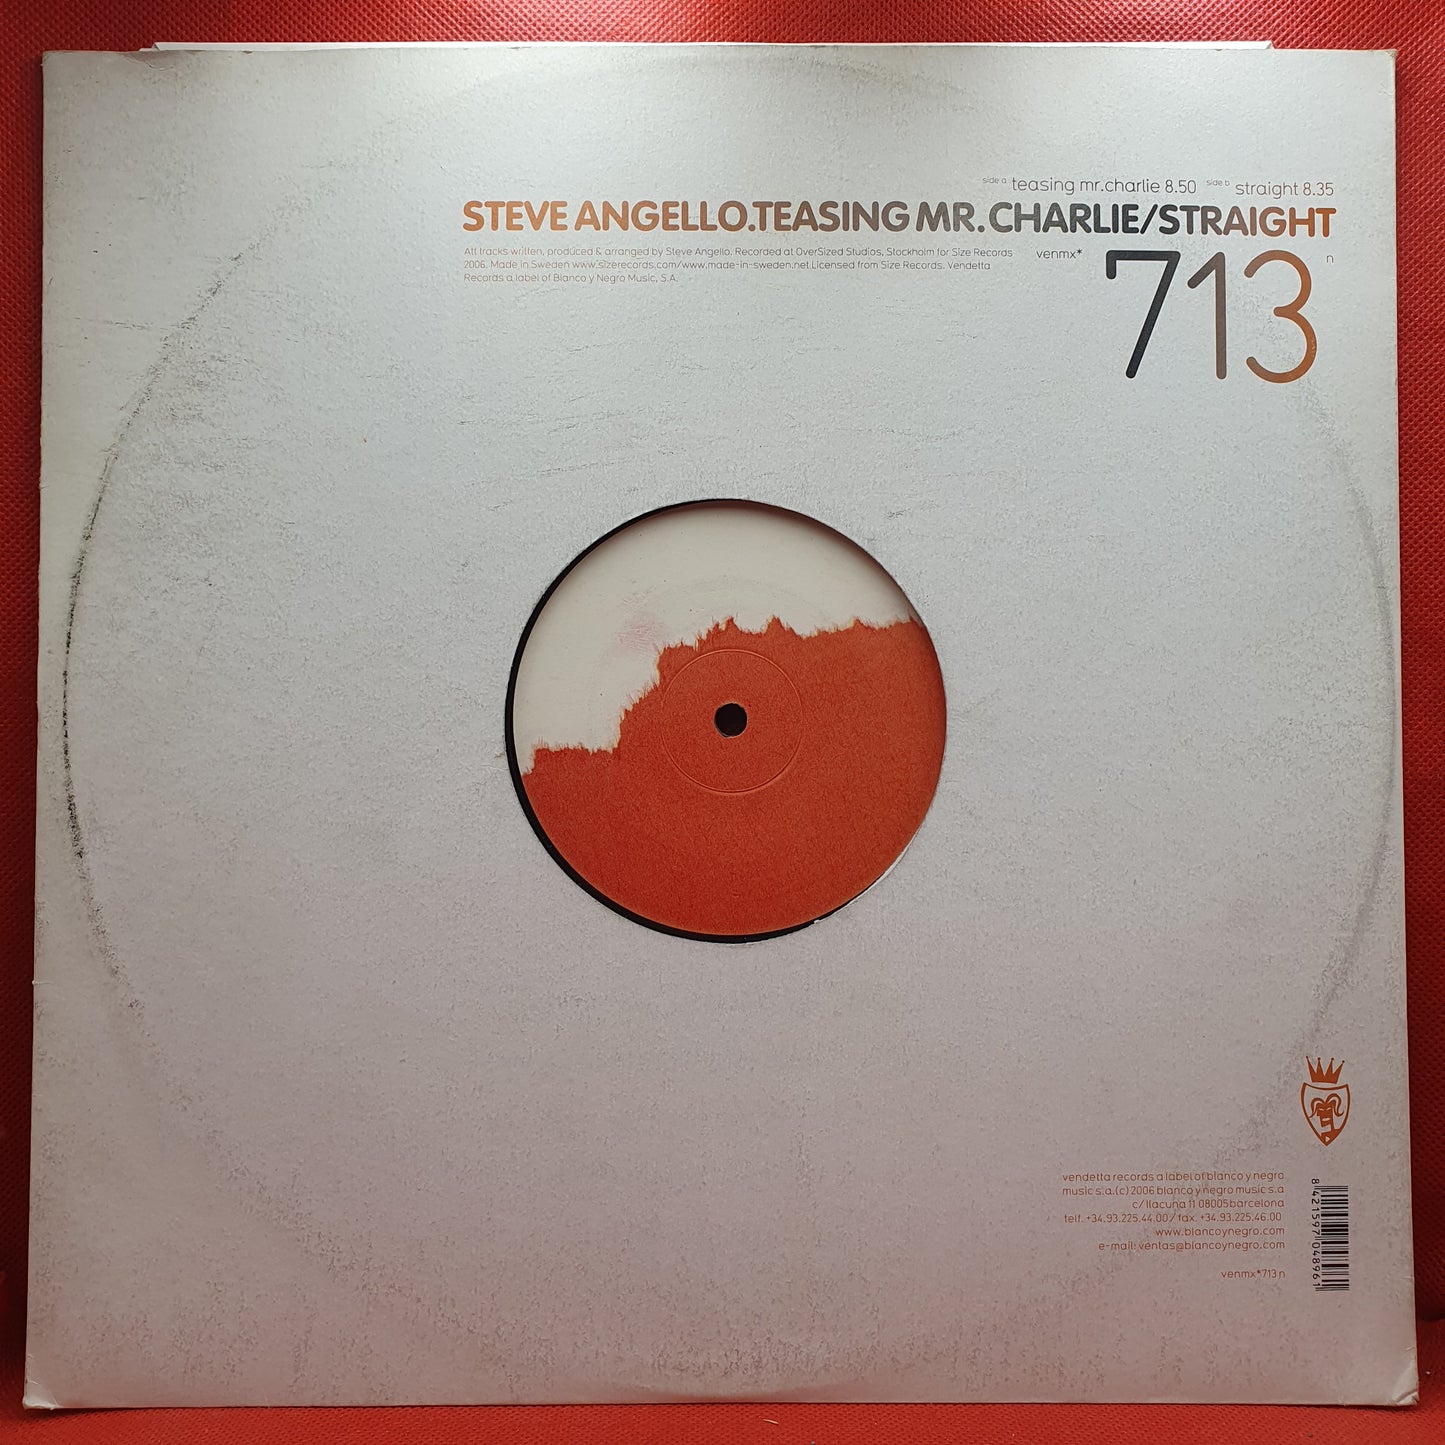 side a teasing mr.charlie 8.50 side b straight 8.35
STEVE ANGELLO.TEASING MR. CHARLIE/STRAIGHT
All tracks written, produced & arranged by Steve Angello. Recorded at OverSized Studios, Stockholm for Size Records
2006. Made in Sweden www.sizerecords.com/www.made-in-sweden.net Licensed from Size Records. Vendetta
Records a label of Blanco y Negro Music, S.A.
venmx*
713
n
vendetta records a label of blanco y negro
music s.a.(c) 2006 blanco y negro music s.a
c/ llacuna 11 08005 barcelona
telf. +34.93.225.44.00 / fax. +34.93.225.46.00
www.blancoynegro.com
e-mail: ventas@blancoynegro.com
venmx*713 n
8421597048961